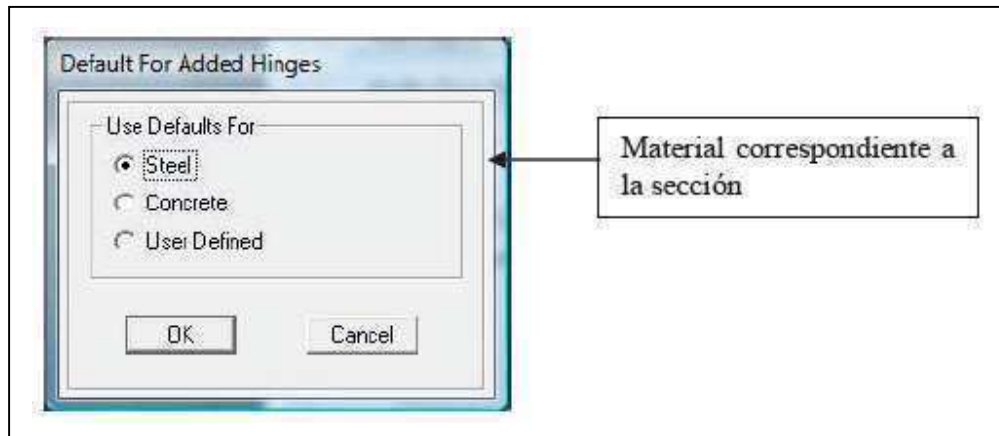 Default For Added Hinges
Use Defaults For
Steel
Concrete
User Defined
OK
Cancel
Material correspondiente a
la sección